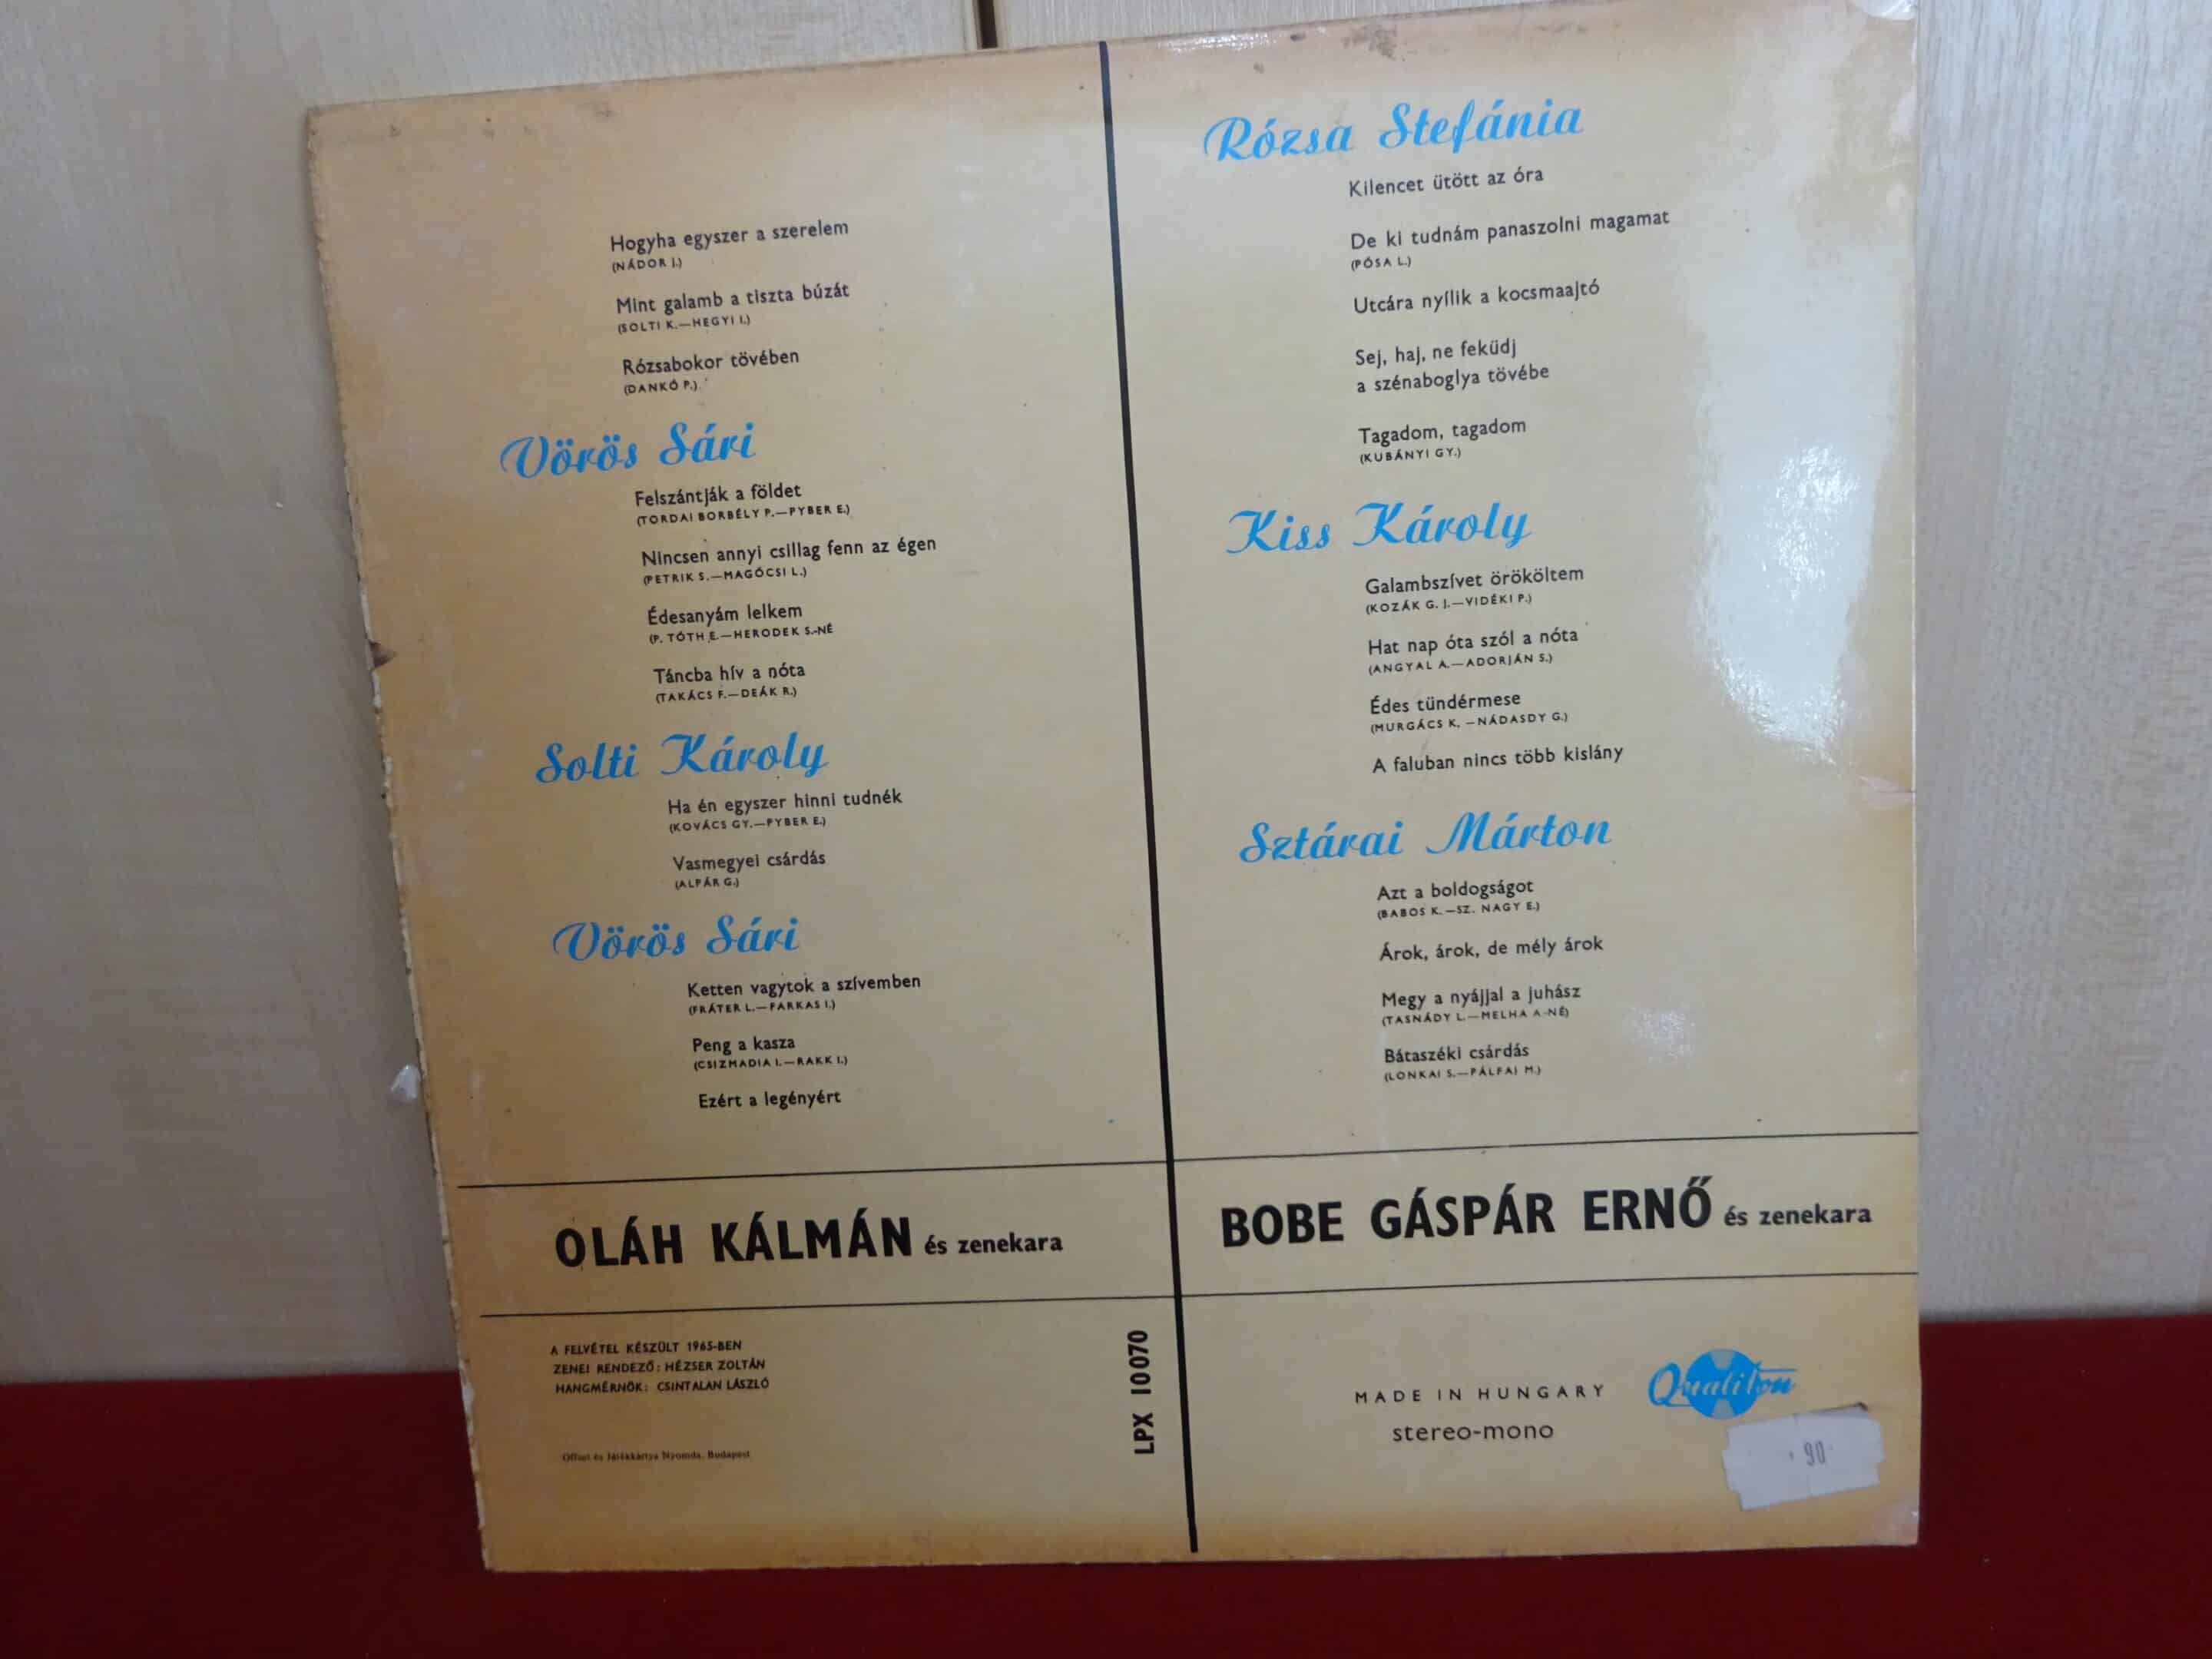 Hogyha egyszer a szerelem
(NÁDOR J.)
Mint galamb a tiszta búzát
(SOLTI K.—HEGYI I.)
Rózsabokor tövében
(DANKÓ P.)
Vörös Sári
Felszántják a földet
(TORDAI BORBÉLY P.—PYBER E.)
Nincsen annyi csillag fenn az égen
(PETRIK S.—MAGÓCSI L.)
Édesanyám lelkem
(P. TÓTH E.—HERODEK S.-NÉ
Táncba hív a nóta
(TAKÁCS F.—DEÁK R.)
Solti Károly
Ha én egyszer hinni tudnék
(KOVÁCS GY.—PYBER E.)
Vasmegyei csárdás
(ALPÁR G.)
Vörös Sári
Ketten vagytok a szívemben
(FRÁTER L.—FARKAS I.)
Peng a kasza
(CSIZMADIA I.—RAKK I.)
Ezért a legényért
OLÁH KÁLMÁN és zenekara
A FELVÉTEL KÉSZÜLT 1965-BEN
ZENEI RENDEZŐ: HÉZSER ZOLTÁN
HANGMÉRNÖK: CSINTALAN LÁSZLÓ
Offset és Játékkártya Nyomda, Budapest
LPX 10070
Rózsa Stefánia
Kilencet ütött az óra
De ki tudnám panaszolni magamat
(PÓSA L.)
Utcára nyílik a kocsmaajtó
Sej, haj, ne feküdj
a szénaboglya tövébe
Tagadom, tagadom
(KUBÁNYI GY.)
Kiss Károly
Galambszívet örököltem
(KOZÁK G. J.—VIDÉKI P.)
Hat nap óta szól a nóta
(ANGYAL A.—ADORJÁN S.)
Édes tündérmese
(MURGÁCS K. —NÁDASDY G.)
A faluban nincs több kislány
Sztárai Márton
Azt a boldogságot
(BABOS K.—SZ. NAGY E.)
Árok, árok, de mély árok
Megy a nyájjal a juhász
(TASNÁDY L.—MELHA A-NÉ)
Bátaszéki csárdás
(LONKAI S.—PÁLFAI M.)
BOBE GÁSPÁR ERNŐ és zenekara
MADE IN HUNGARY
stereo-mono
Qualiton
90